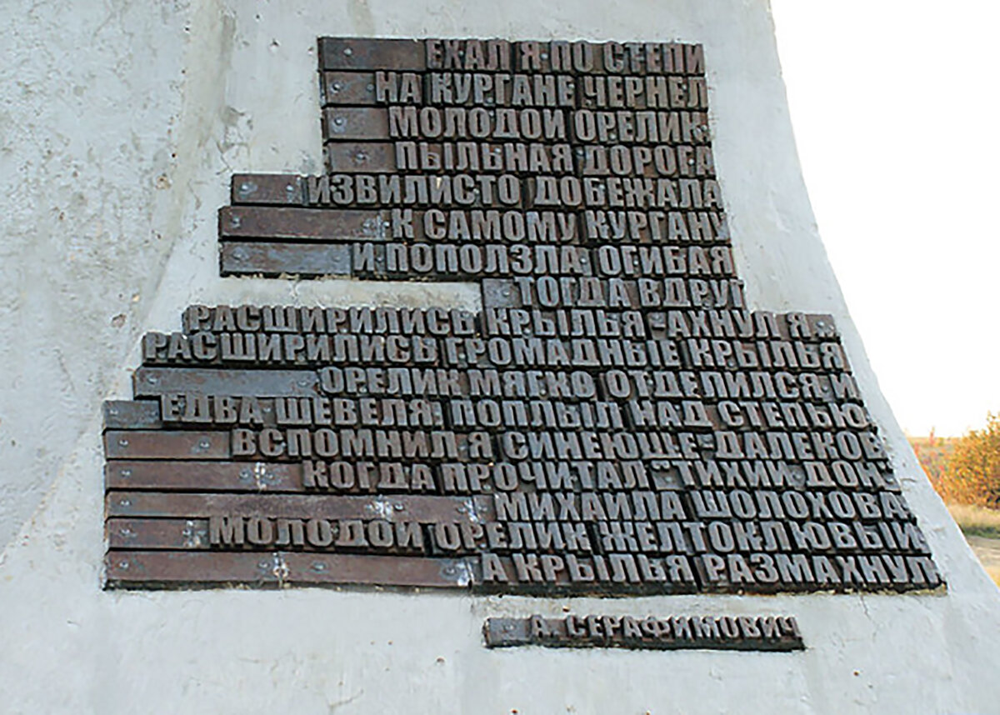 ЕХАЛ Я ПО СТЕПИ
НА КУРГАНЕ ЧЕРНЕЛ
МОЛОДОЙ ОРЕЛИК.
ПЫЛЬНАЯ ДОРОГА
ИЗВИЛИСТО ДОБЕЖАЛА
К САМОМУ КУРГАНУ
И ПОПОЛЗЛА ОГИБАЯ
ТОГДА ВДРУГ
РАСШИРИЛИСЬ КРЫЛЬЯ -АХНУЛ Я..
РАСШИРИЛИСЬ ГРОМАДНЫЕ КРЫЛЬЯ
ОРЕЛИК МЯГКО ОТДЕЛИЛСЯ И
ЕДВА ШЕВЕЛЯ, ПОПЛЫЛ НАД СТЕПЬЮ
ВСПОМНИЛ Я СИНЕЮЩЕ-ДАЛЕКОЕ
КОГДА ПРОЧИТАЛ "ТИХИЙ ДОН"
МИХАИЛА ШОЛОХОВА.
МОЛОДОЙ ОРЕЛИК ЖЕЛТОКЛЮВЫЙ
А КРЫЛЬЯ РАЗМАХНУЛ
А. СЕРАФИМОВИЧ